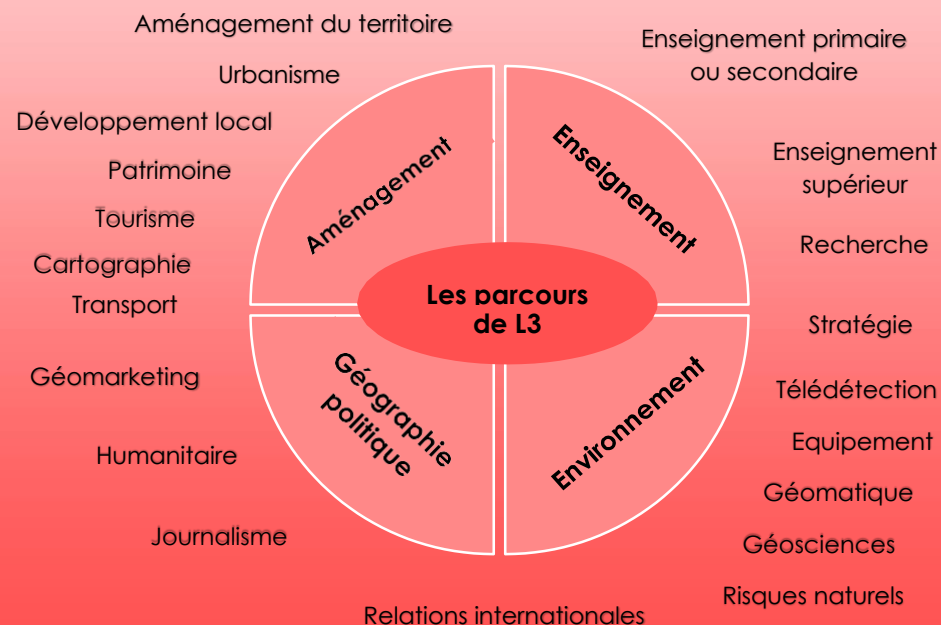 Aménagement du territoire
Urbanisme
Développement local
Patrimoine
Tourisme
Cartographie
Transport
Géomarketing
Humanitaire
Journalisme
Relations internationales
Enseignement primaire
ou secondaire
Enseignement
supérieur
Recherche
Stratégie
Télédétection
Equipement
Géomatique
Géosciences
Risques naturels
Aménagement
Enseignement
Les parcours
de L3
Géographie
politique
Environnement